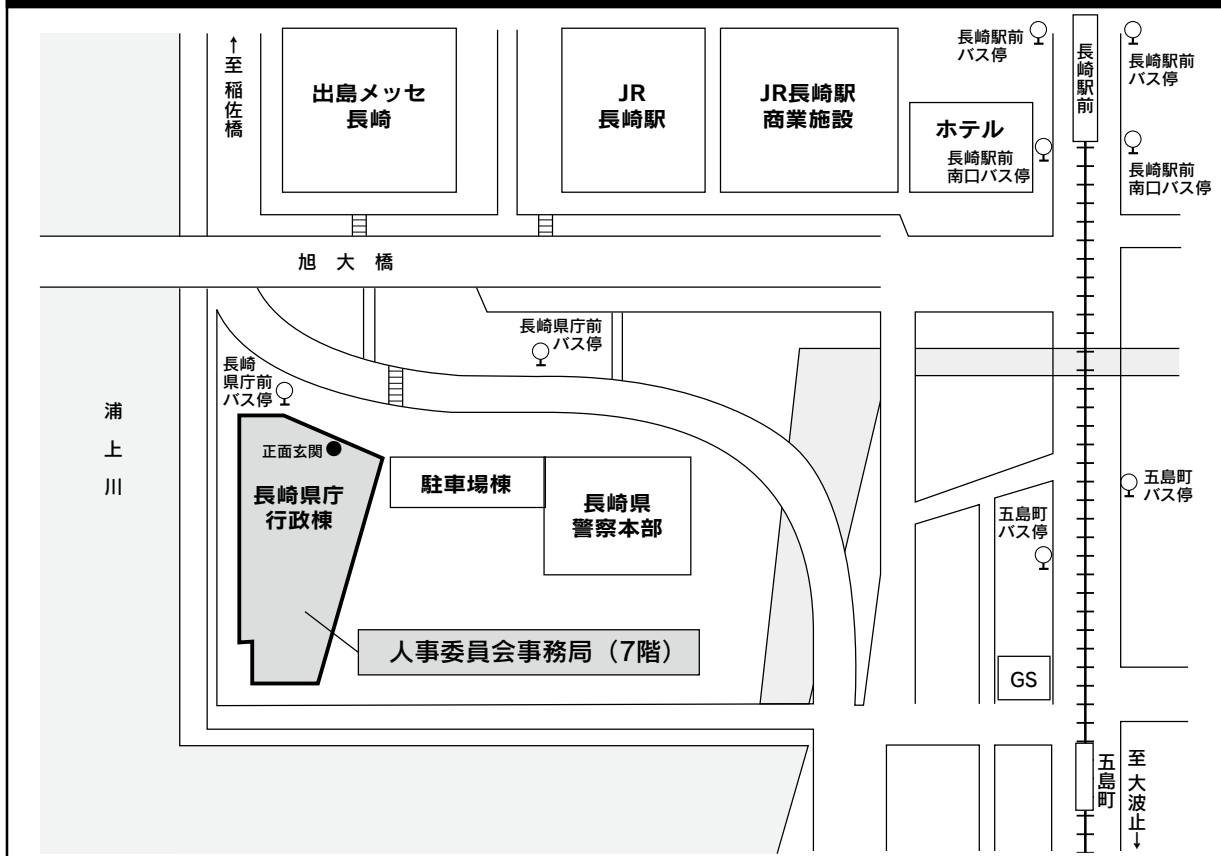 ↑至 稲佐橋
出島メッセ
長崎
JR
長崎駅
JR長崎駅
商業施設
長崎駅前
バス停
ホテル
長崎駅前
南口バス停
長崎駅前
長崎駅前
バス停
長崎駅前
南口バス停
旭大橋
長崎県庁前
バス停
長崎
県庁前
バス停
浦上川
正面玄関
長崎県庁
行政棟
駐車場棟
長崎県
警察本部
五島町
バス停
五島町
バス停
人事委員会事務局（7階）
GS
五島町
至 大波止↓